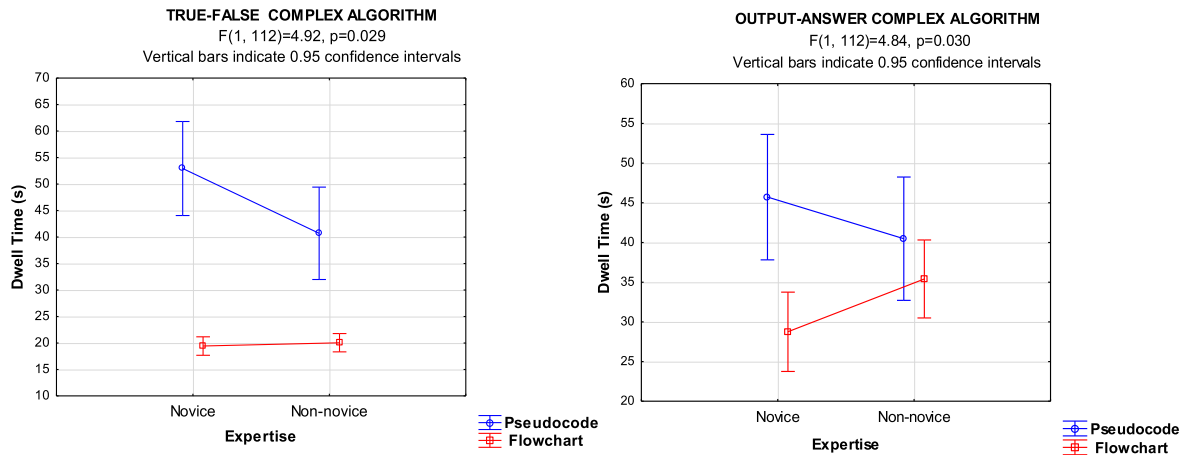 TRUE-FALSE COMPLEX ALGORITHM
F(1, 112)=4.92, p=0.029
Vertical bars indicate 0.95 confidence intervals
70
65
60
55
50
45
40
35
30
25
20
15
10
Dwell Time (s)
Novice
Non-novice
Expertise
Pseudocode
Flowchart
OUTPUT-ANSWER COMPLEX ALGORITHM
F(1, 112)=4.84, p=0.030
Vertical bars indicate 0.95 confidence intervals
60
55
50
45
40
35
30
25
20
Dwell Time (s)
Novice
Non-novice
Expertise
Pseudocode
Flowchart